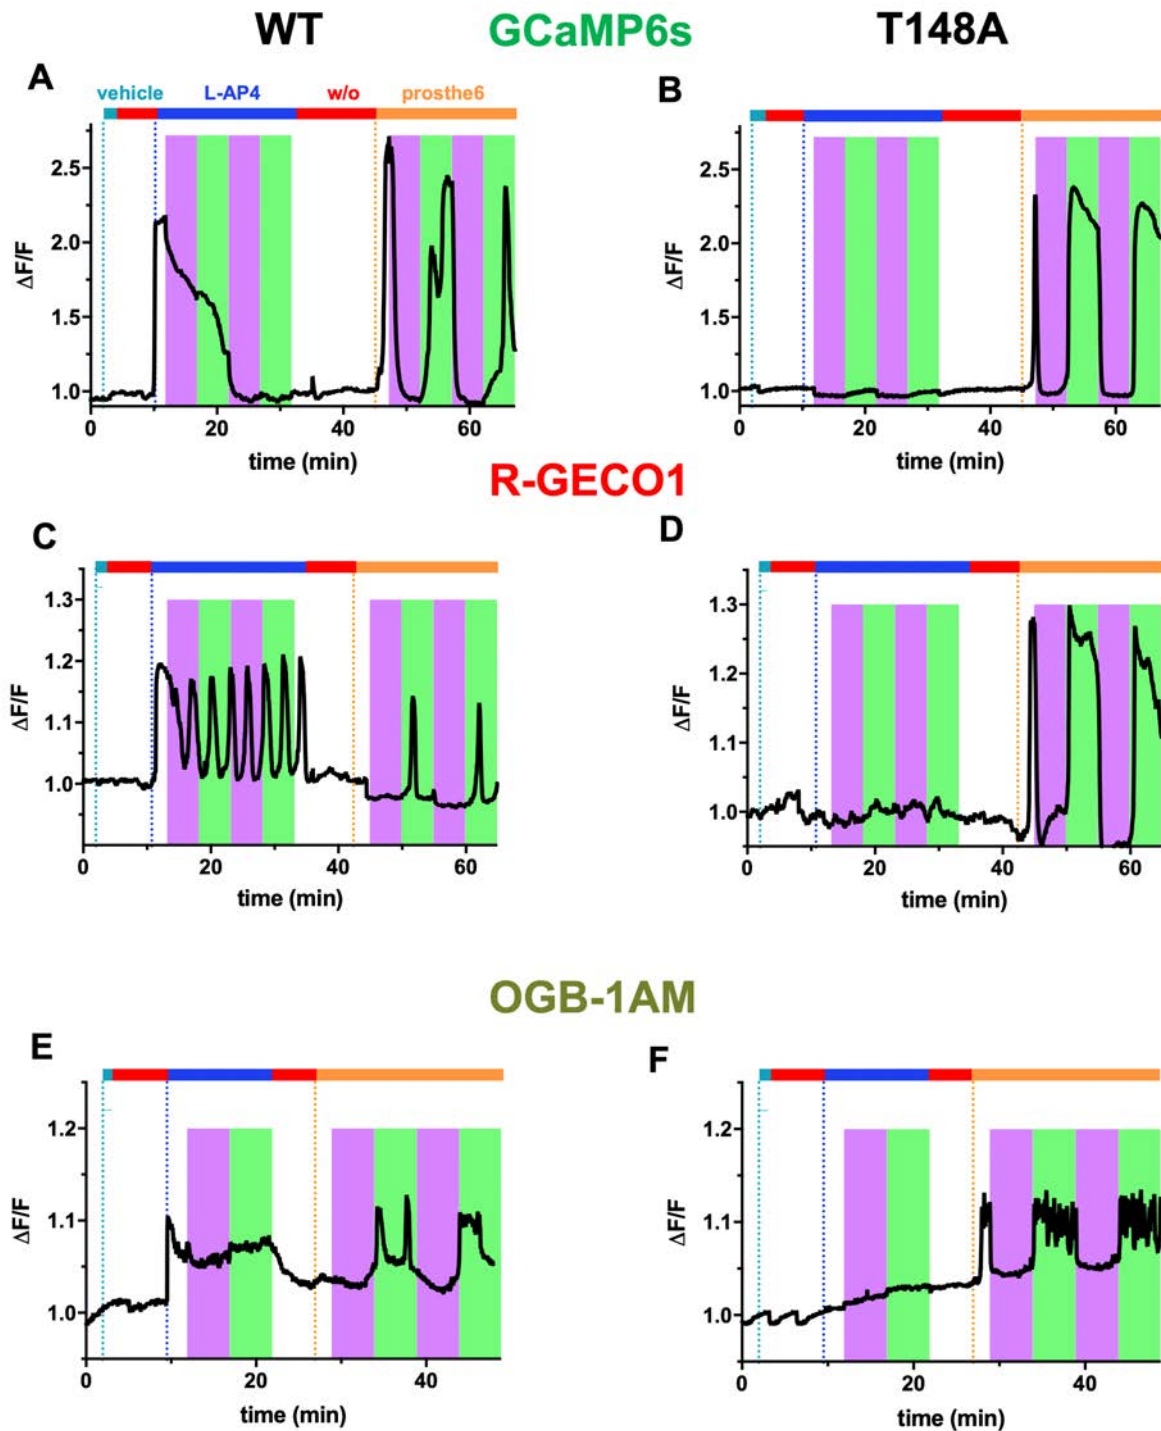 WT GCaMP6s T148A
A B
vehicle L-AP4 w/o prosthe6
2.5 2.5
2.0 2.0
ΔF/F ΔF/F
1.5 1.5
1.0 1.0
0 20 40 60 0 20 40 60
time (min) time (min)
R-GECO1
C D
1.3 1.3
1.2 1.2
ΔF/F ΔF/F
1.1 1.1
1.0 1.0
0 20 40 60 0 20 40 60
time (min) time (min)
OGB-1AM
E F
1.2 1.2
1.1 1.1
ΔF/F ΔF/F
1.0 1.0
0 20 40 0 20 40
time (min) time (min)